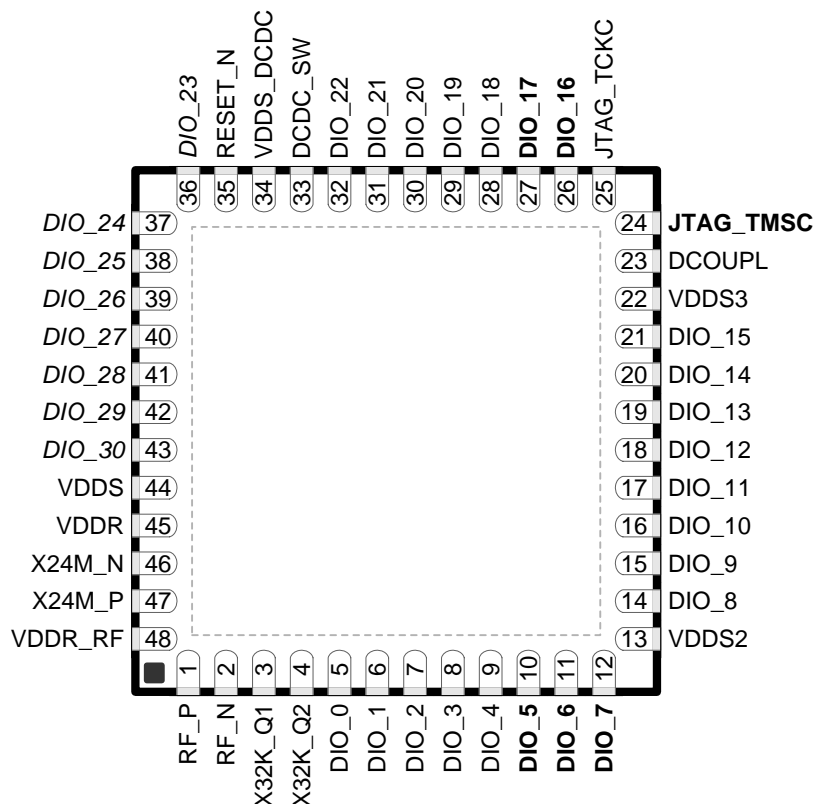 DIO_23
RESET_N
VDDS_DCDC
DCDC_SW
DIO_22
DIO_21
DIO_20
DIO_19
DIO_18
DIO_17
DIO_16
JTAG_TCKC
36
35
34
33
32
31
30
29
28
27
26
25
DIO_24 37
24 JTAG_TMSC
DIO_25 38
23 DCOUPL
DIO_26 39
22 VDDS3
DIO_27 40
21 DIO_15
DIO_28 41
20 DIO_14
DIO_29 42
19 DIO_13
DIO_30 43
18 DIO_12
VDDS 44
17 DIO_11
VDDR 45
16 DIO_10
X24M_N 46
15 DIO_9
X24M_P 47
14 DIO_8
VDDR_RF 48
13 VDDS2
1
2
3
4
5
6
7
8
9
10
11
12
RF_P
RF_N
X32K_Q1
X32K_Q2
DIO_0
DIO_1
DIO_2
DIO_3
DIO_4
DIO_5
DIO_6
DIO_7